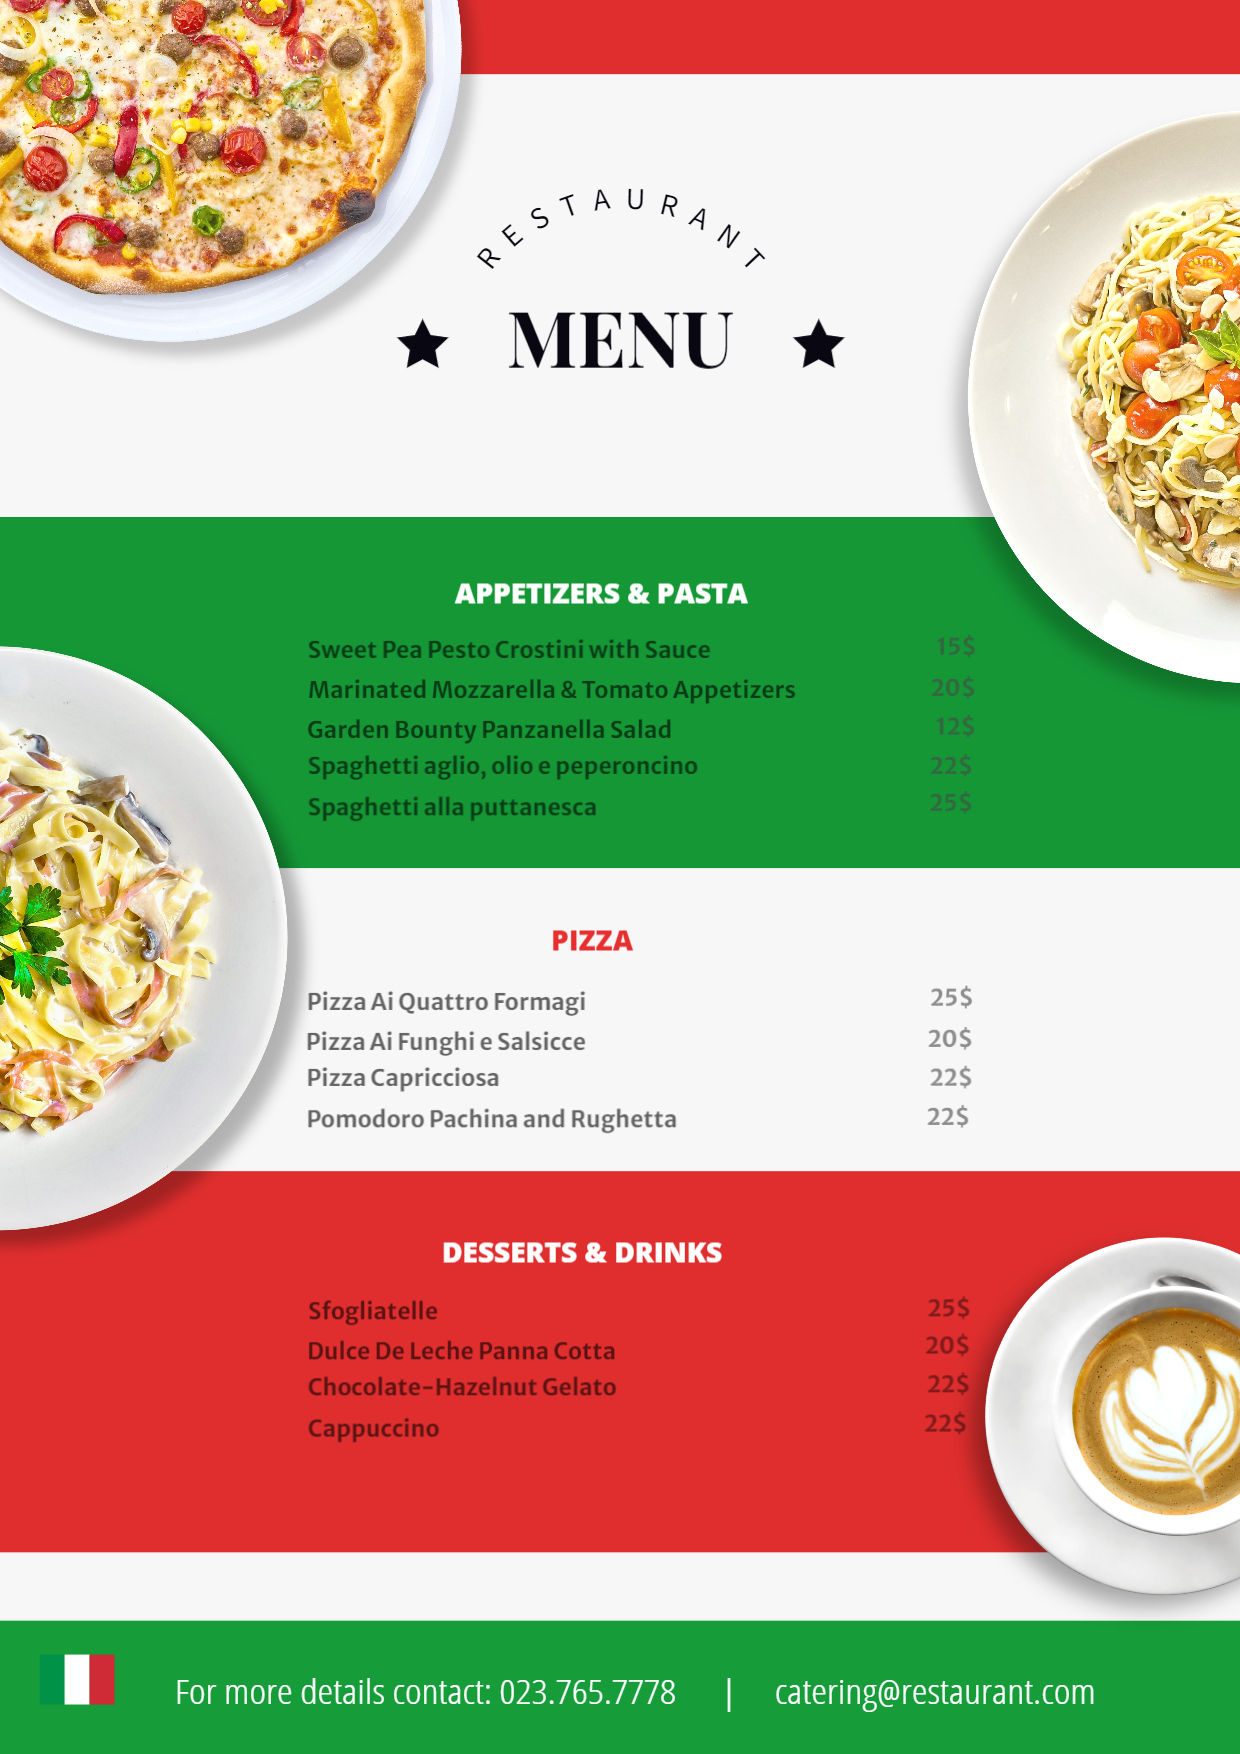 RESTAURANT
MENU
APPETIZERS & PASTA
Sweet Pea Pesto Crostini with Sauce 15$
Marinated Mozzarella & Tomato Appetizers 20$
Garden Bounty Panzanella Salad 12$
Spaghetti aglio, olio e peperoncino 22$
Spaghetti alla puttanesca 25$
PIZZA
Pizza Ai Quattro Formagi 25$
Pizza Ai Funghi e Salsicce 20$
Pizza Capricciosa 22$
Pomodoro Pachina and Rughetta 22$
DESSERTS & DRINKS
Sfogliatelle 25$
Dulce De Leche Panna Cotta 20$
Chocolate-Hazelnut Gelato 22$
Cappuccino 22$
For more details contact: 023.765.7778 | catering@restaurant.com